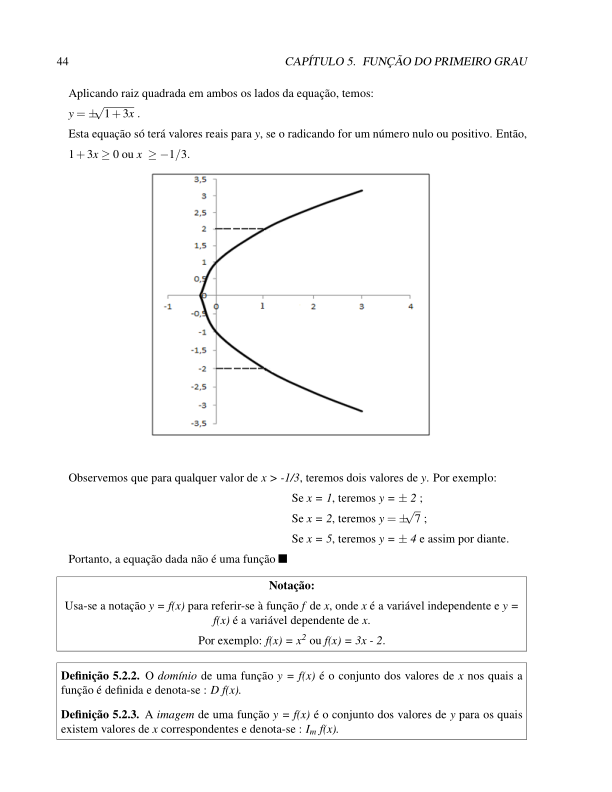 44 CAPÍTULO 5. FUNÇÃO DO PRIMEIRO GRAU
Aplicando raiz quadrada em ambos os lados da equação, temos:
y = ±√1+3x .
Esta equação só terá valores reais para y, se o radicando for um número nulo ou positivo. Então,
1 + 3x ≥ 0 ou x ≥ −1/3.
3,5
3
2,5
2
1,5
1
0,5
0
-1 0 1 2 3 4
-0,5
-1
-1,5
-2
-2,5
-3
-3,5
Observemos que para qualquer valor de x > -1/3, teremos dois valores de y. Por exemplo:
Se x = 1, teremos y = ± 2 ;
Se x = 2, teremos y = ±√7 ;
Se x = 5, teremos y = ± 4 e assim por diante.
Portanto, a equação dada não é uma função ■
Notação:
Usa-se a notação y = f(x) para referir-se à função f de x, onde x é a variável independente e y =
f(x) é a variável dependente de x.
Por exemplo: f(x) = x² ou f(x) = 3x - 2.
Definição 5.2.2. O domínio de uma função y = f(x) é o conjunto dos valores de x nos quais a
função é definida e denota-se : D f(x).
Definição 5.2.3. A imagem de uma função y = f(x) é o conjunto dos valores de y para os quais
existem valores de x correspondentes e denota-se : Iₘ f(x).